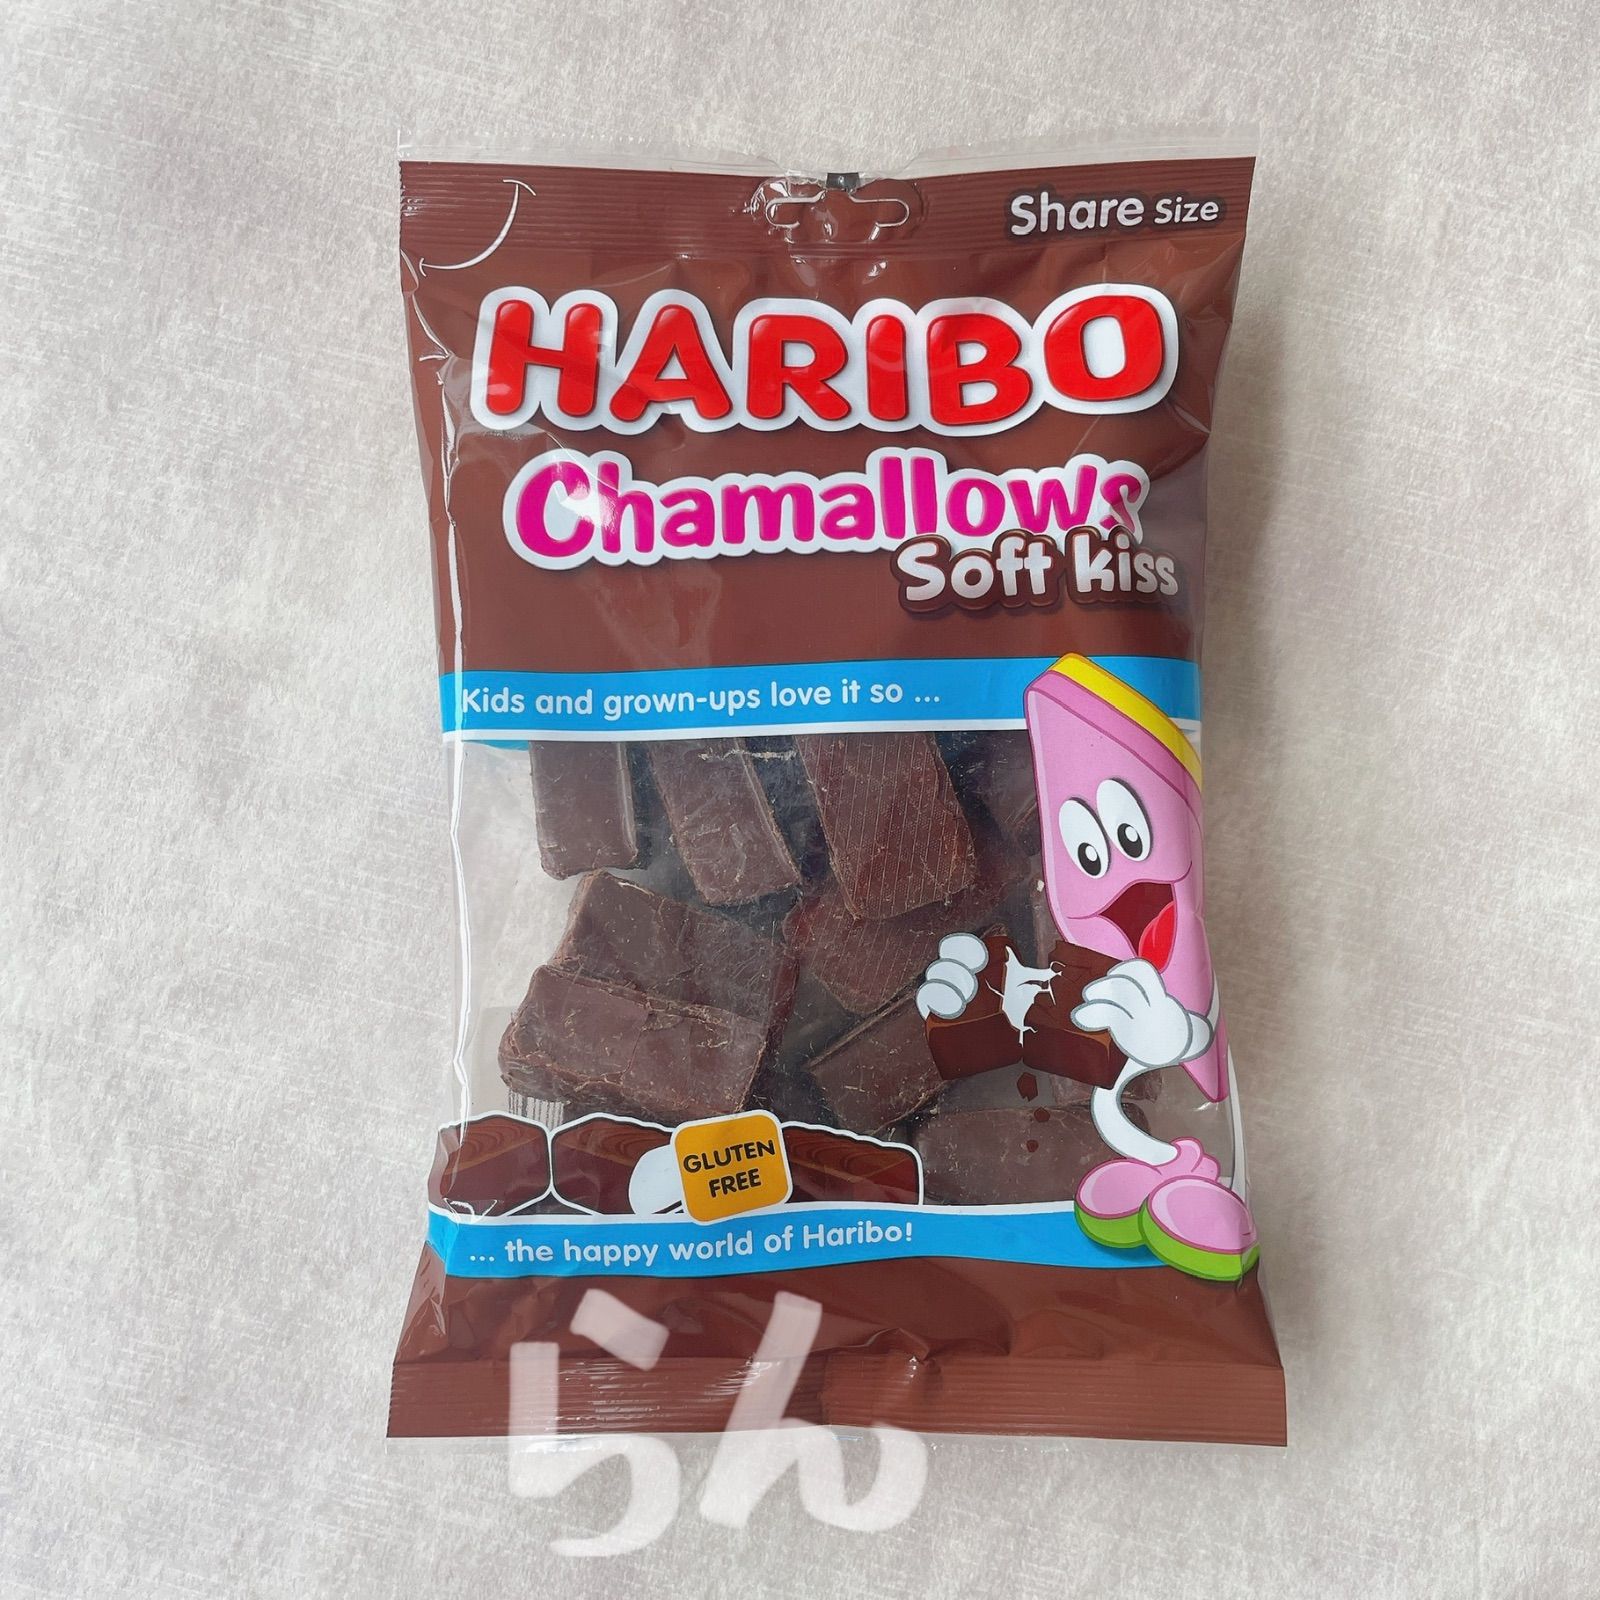 Share Size
HARIBO
Chamallows
Soft kiss
Kids and grown-ups love it so ...
GLUTEN
FREE
... the happy world of Haribo!
らん